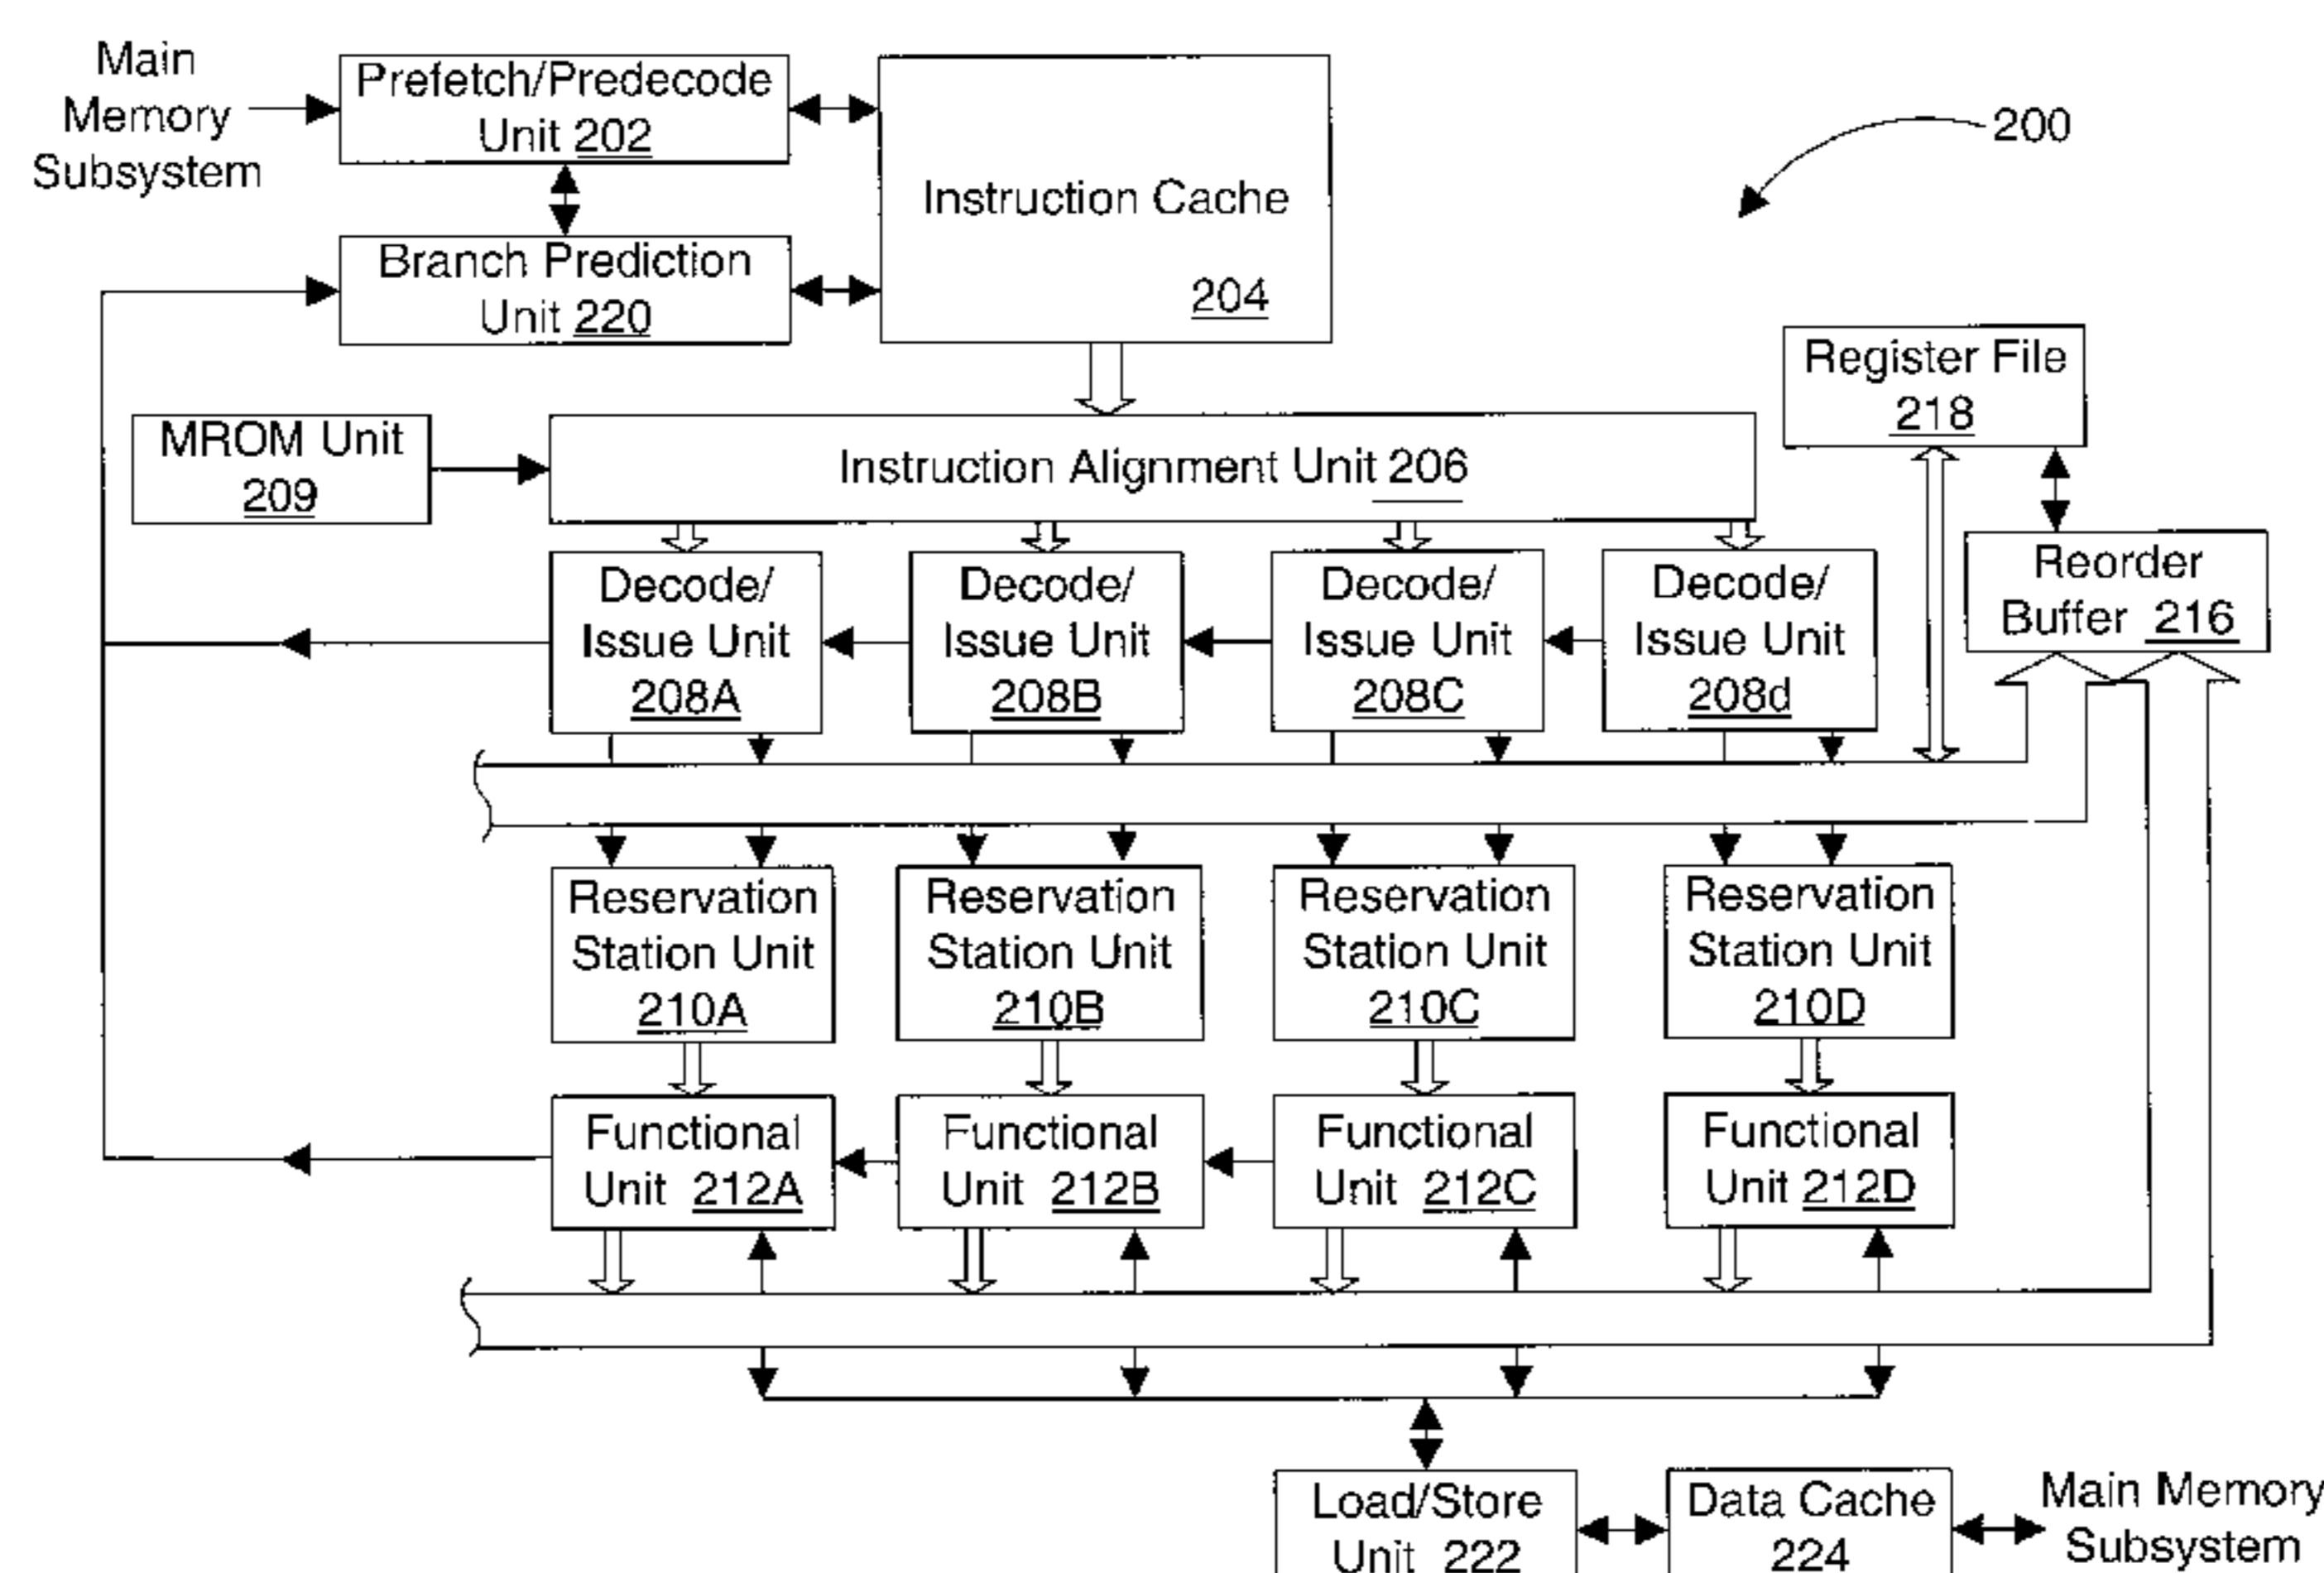 Main
Memory
Subsystem
Prefetch/Predecode
Unit 202
Instruction Cache
204
200
Branch Prediction
Unit 220
Register File
218
MROM Unit
209
Instruction Alignment Unit 206
Reorder
Buffer 216
Decode/
Issue Unit
208A
Decode/
Issue Unit
208B
Decode/
Issue Unit
208C
Decode/
Issue Unit
208d
Reservation
Station Unit
210A
Reservation
Station Unit
210B
Reservation
Station Unit
210C
Reservation
Station Unit
210D
Functional
Unit 212A
Functional
Unit 212B
Functional
Unit 212C
Functional
Unit 212D
Load/Store
Unit 222
Data Cache
224
Main Memory
Subsystem